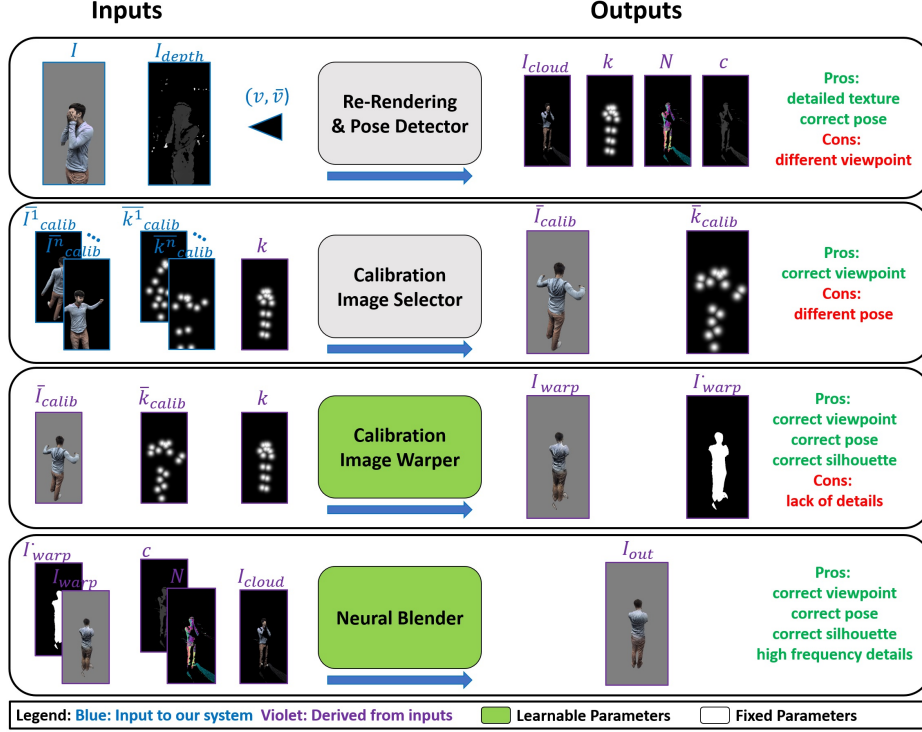 Inputs
Outputs
I
I_depth
(v, v̄)
Re-Rendering
& Pose Detector
I_cloud
k
N
c
Pros:
detailed texture
correct pose
Cons:
different viewpoint
Ī^1_calib
Ī^n_calib
k̄^1_calib
k̄^n_calib
k
Calibration
Image Selector
Ī_calib
k̄_calib
Pros:
correct viewpoint
Cons:
different pose
Ī_calib
k̄_calib
k
Calibration
Image Warper
I_warp
I^·_warp
Pros:
correct viewpoint
correct pose
correct silhouette
Cons:
lack of details
I^·_warp
I_warp
c
N
I_cloud
Neural Blender
I_out
Pros:
correct viewpoint
correct pose
correct silhouette
high frequency details
Legend: Blue: Input to our system Violet: Derived from inputs Learnable Parameters Fixed Parameters